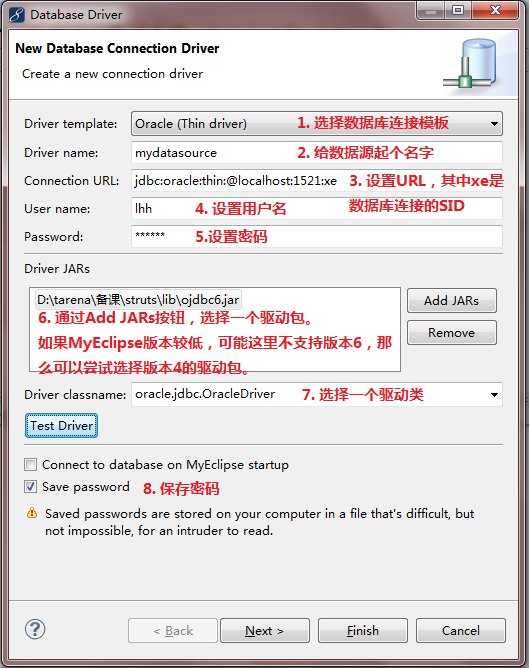 Database Driver
New Database Connection Driver
Create a new connection driver
Driver template: Oracle (Thin driver) 1. 选择数据库连接模板
Driver name: mydatasource 2. 给数据源起个名字
Connection URL: jdbc:oracle:thin:@localhost:1521:xe 3. 设置URL，其中xe是
数据库连接的SID
User name: lhh 4. 设置用户名
Password: ****** 5.设置密码
Driver JARs
D:\tarena\备课\struts\lib\ojdbc6.jar
Add JARs
6. 通过Add JARs按钮，选择一个驱动包。
Remove
如果MyEclipse版本较低，可能这里不支持版本6，那
么可以尝试选择版本4的驱动包。
Driver classname: oracle.jdbc.OracleDriver 7. 选择一个驱动类
Test Driver
Connect to database on MyEclipse startup
Save password 8. 保存密码
Saved passwords are stored on your computer in a file that's difficult, but
not impossible, for an intruder to read.
? < Back Next > Finish Cancel